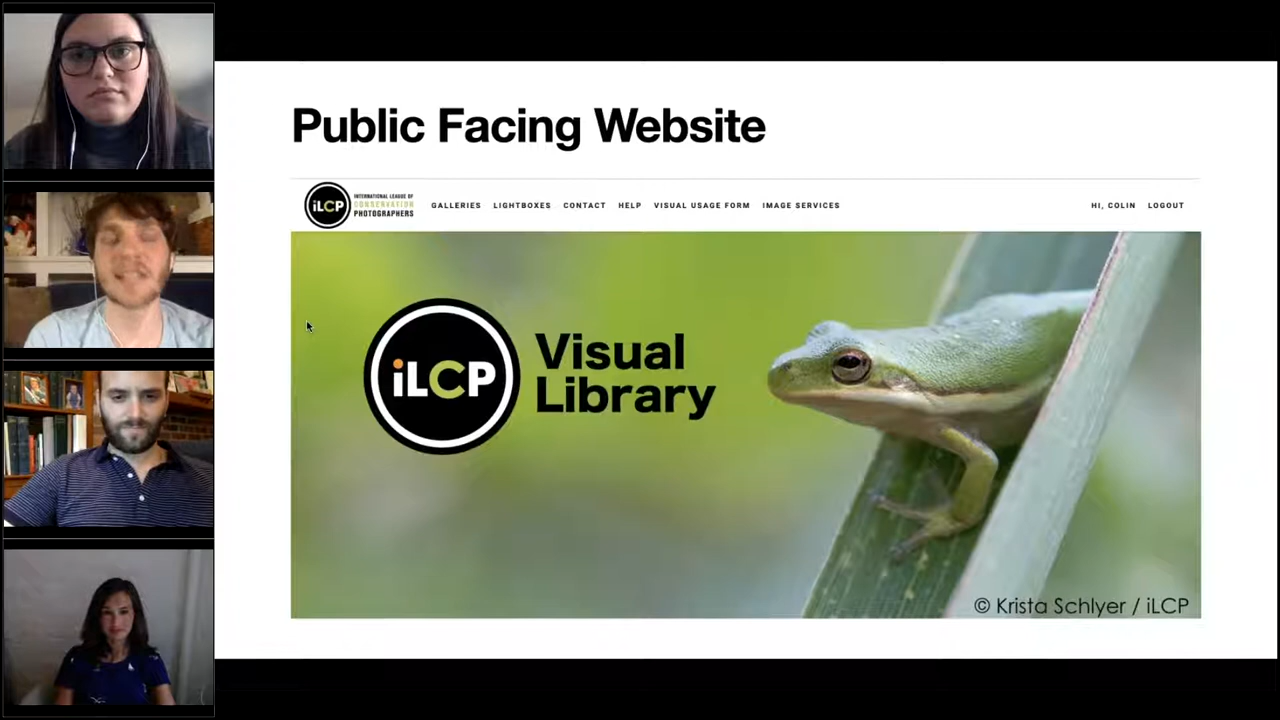 Public Facing Website
iLCP
INTERNATIONAL LEAGUE OF
CONSERVATION
PHOTOGRAPHERS
GALLERIES LIGHTBOXES CONTACT HELP VISUAL USAGE FORM IMAGE SERVICES HI, COLIN LOGOUT
iLCP
Visual
Library
© Krista Schlyer / iLCP